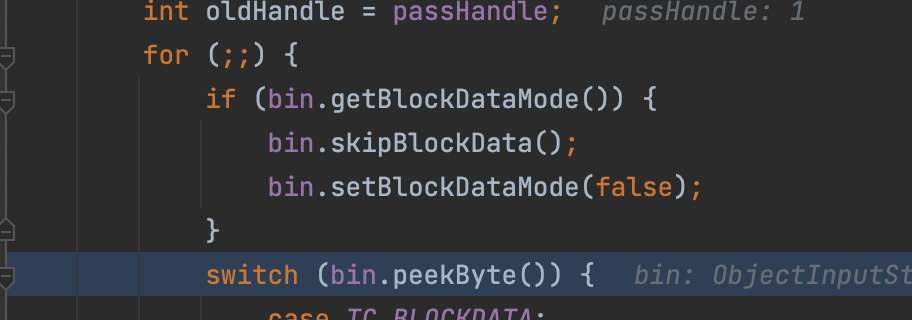 int oldHandle = passHandle; passHandle: 1
for (;;) {
if (bin.getBlockDataMode()) {
bin.skipBlockData();
bin.setBlockDataMode(false);
}
switch (bin.peekByte()) { bin: ObjectInputSt
case TC_BLOCKDATA: